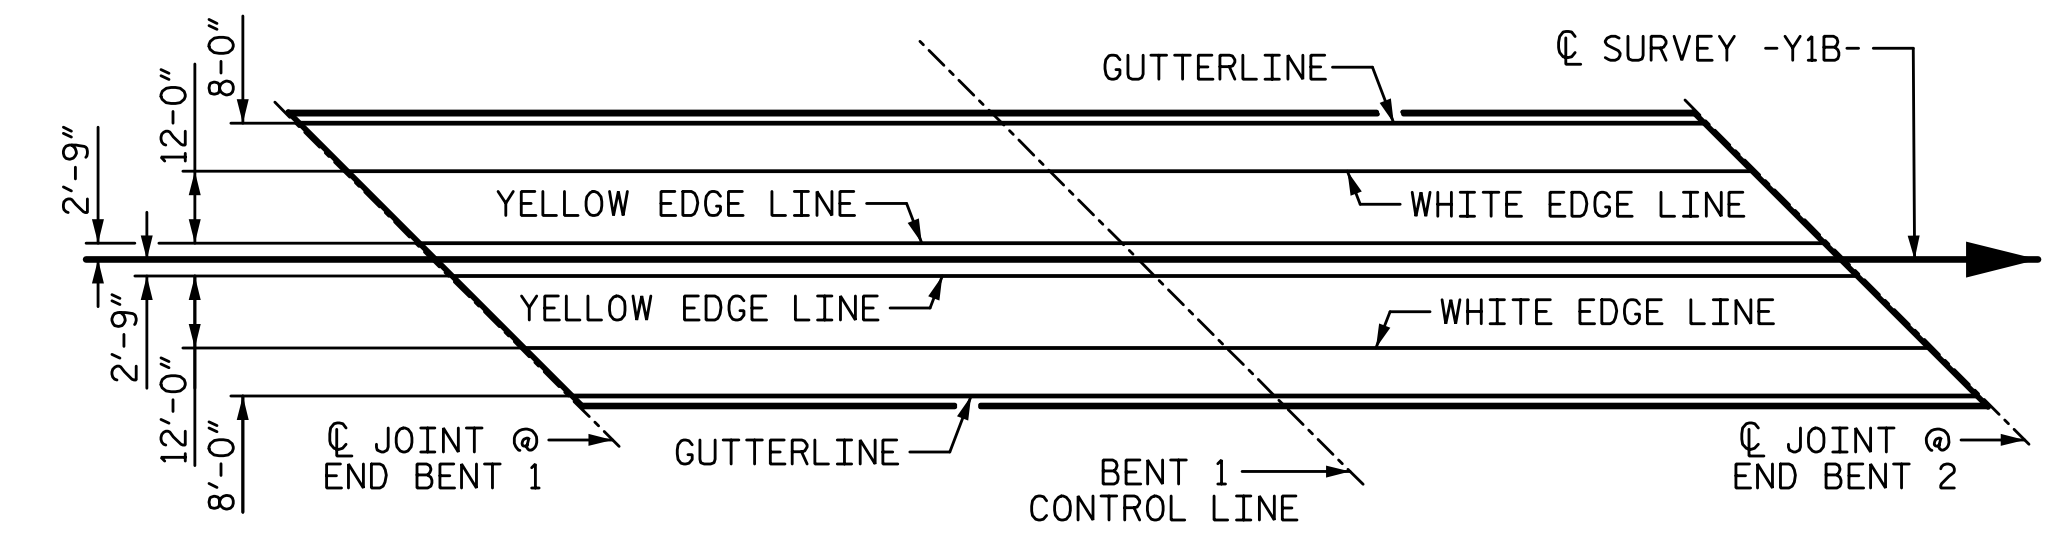 8-0"
12-0"
2'-9"
2'-9"
12'-0"
8'-0"
GUTTERLINE
℄ SURVEY -Y1B-
YELLOW EDGE LINE
WHITE EDGE LINE
YELLOW EDGE LINE
WHITE EDGE LINE
℄ JOINT @
END BENT 1
GUTTERLINE
BENT 1
CONTROL LINE
℄ JOINT @
END BENT 2